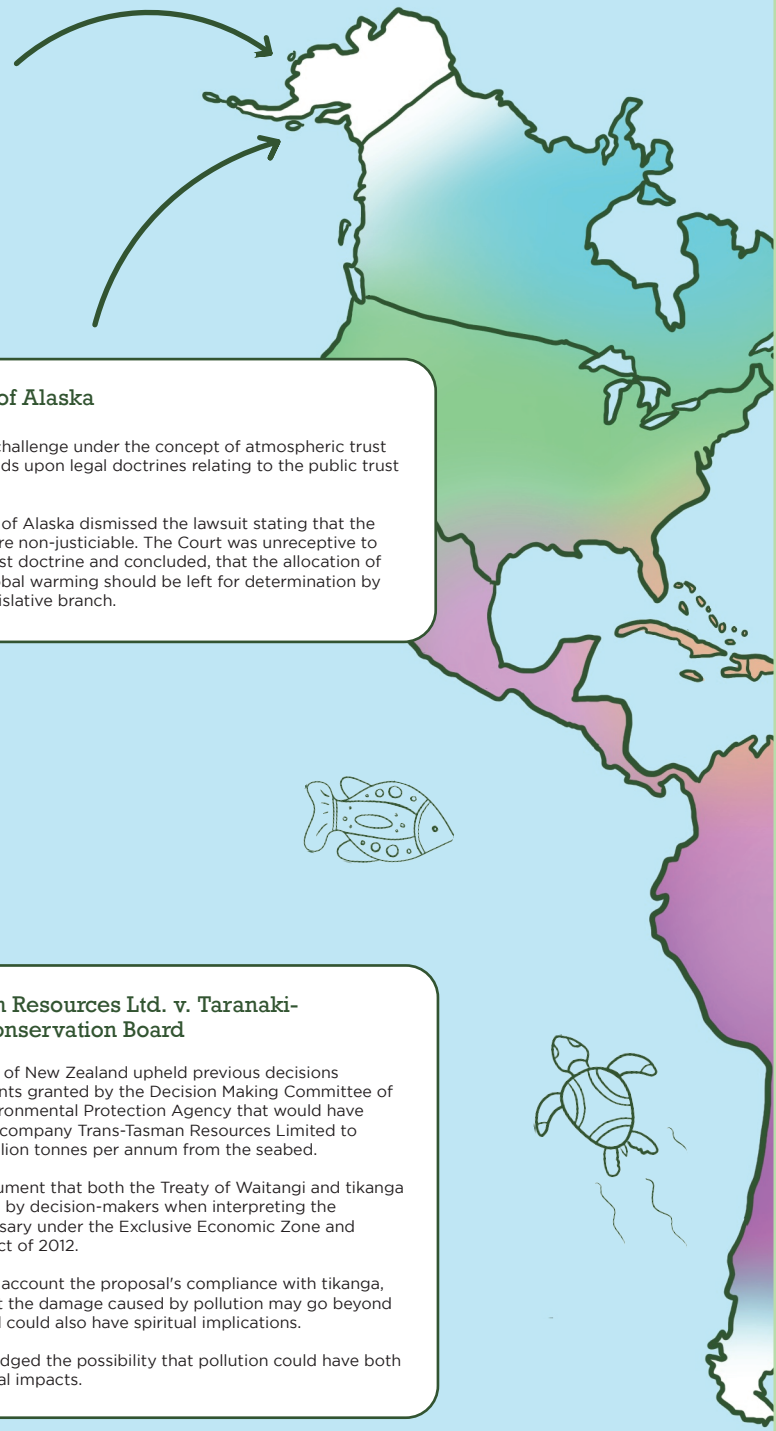 of Alaska
challenge under the concept of atmospheric trust
ds upon legal doctrines relating to the public trust
of Alaska dismissed the lawsuit stating that the
re non-justiciable. The Court was unreceptive to
st doctrine and concluded, that the allocation of
bal warming should be left for determination by
islative branch.
n Resources Ltd. v. Taranaki-
onservation Board
of New Zealand upheld previous decisions
nts granted by the Decision Making Committee of
ironmental Protection Agency that would have
company Trans-Tasman Resources Limited to
lion tonnes per annum from the seabed.
ument that both the Treaty of Waitangi and tikanga
by decision-makers when interpreting the
sary under the Exclusive Economic Zone and
ct of 2012.
account the proposal's compliance with tikanga,
t the damage caused by pollution may go beyond
d could also have spiritual implications.
dged the possibility that pollution could have both
al impacts.